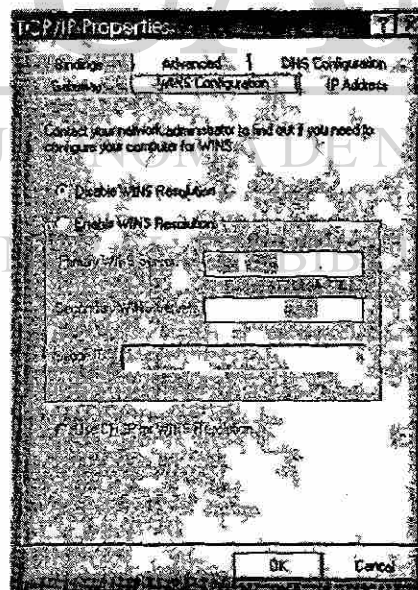 TCP/IP Properties
? X
Bindings Advanced DNS Configuration
Gateway WINS Configuration IP Address
Contact your network administrator to find out if you need to
configure your computer for WINS.
Disable WINS Resolution
Enable WINS Resolution
Primary WINS Server:
Secondary WINS Server:
Scope ID:
Use DHCP for WINS Resolution
OK Cancel